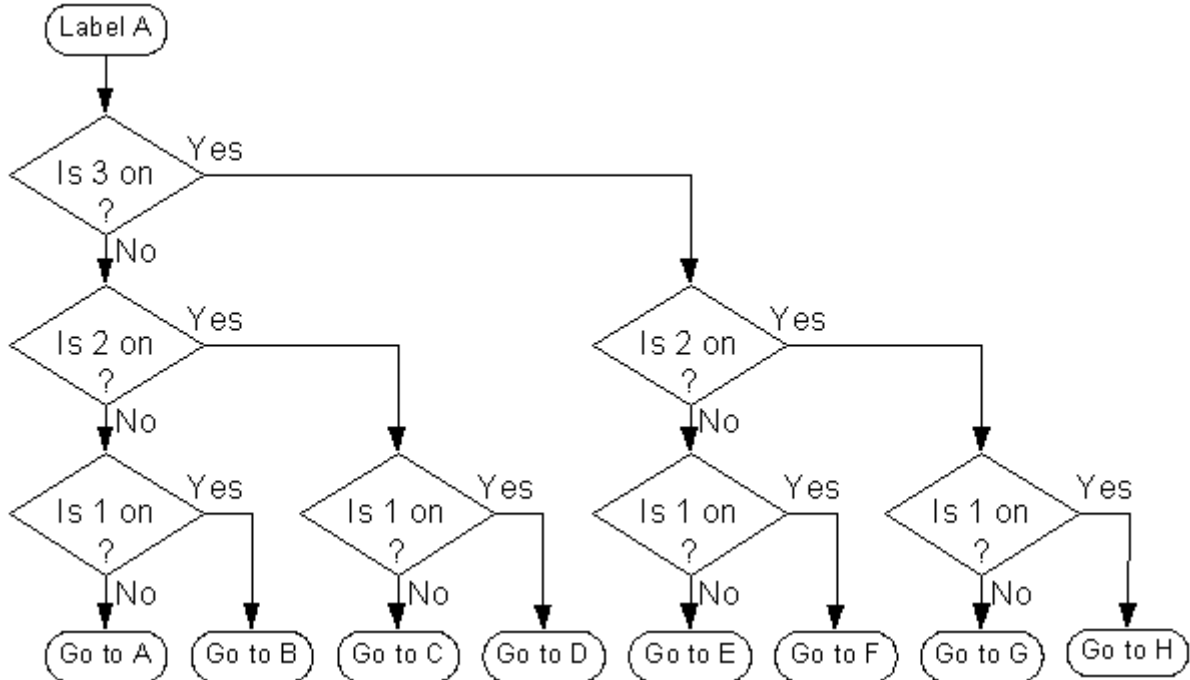 Label A
Yes
Is 3 on
?
No
Yes
Is 2 on
?
No
Yes
Is 2 on
?
No
Yes
Is 1 on
?
No
Yes
Is 1 on
?
No
Yes
Is 1 on
?
No
Yes
Is 1 on
?
No
Go to A
Go to B
Go to C
Go to D
Go to E
Go to F
Go to G
Go to H